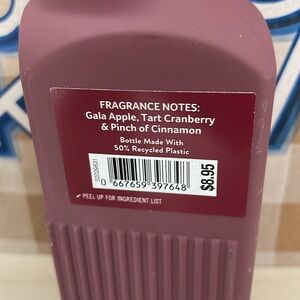 FRAGRANCE NOTES:
Gala Apple, Tart Cranberry
& Pinch of Cinnamon
Bottle Made With
50% Recycled Plastic
0 667659 397648
$8.95
PEEL UP FOR INGREDIENT LIST